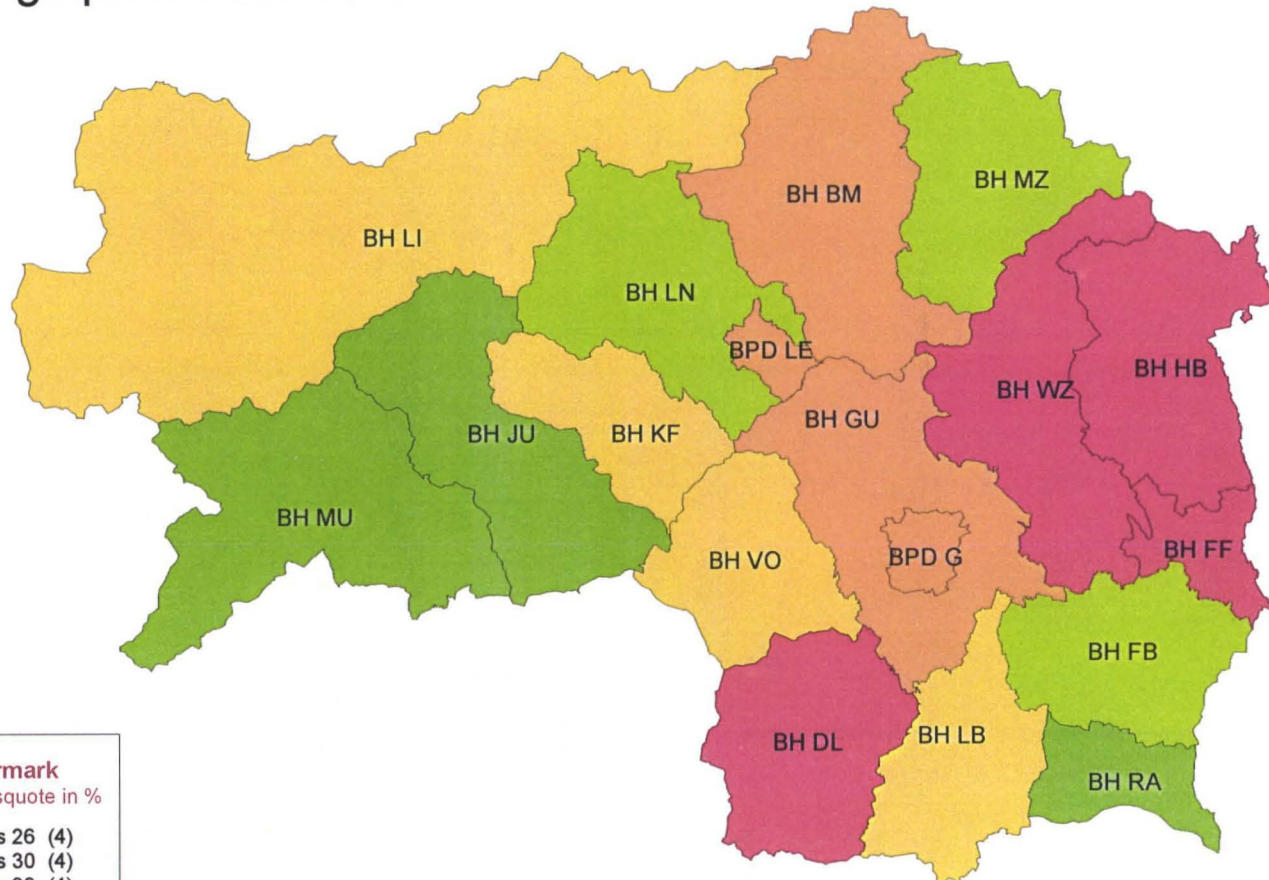 BH MZ
BH BM
BH LI
BH LN
BPD LE
BH HB
BH WZ
BH GU
BH KF
BH JU
BH MU
BH FF
BPD G
BH VO
BH FB
BH LB
BH DL
BH RA
rmark
squote in %
s 26 (4)
s 30 (4)